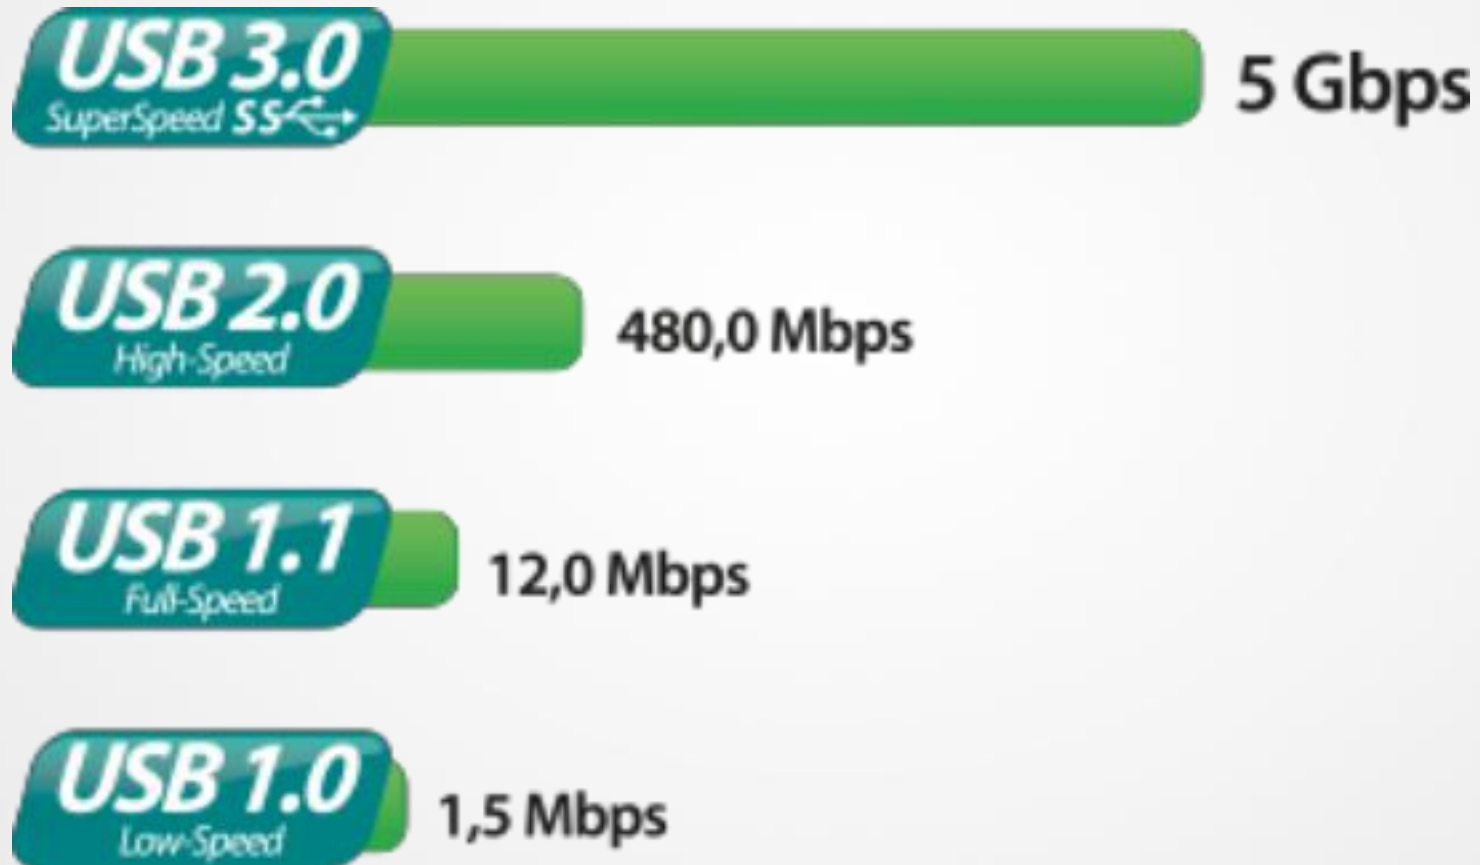 USB 3.0
SuperSpeed SS
5 Gbps
USB 2.0
High-Speed
480,0 Mbps
USB 1.1
Full-Speed
12,0 Mbps
USB 1.0
Low-Speed
1,5 Mbps